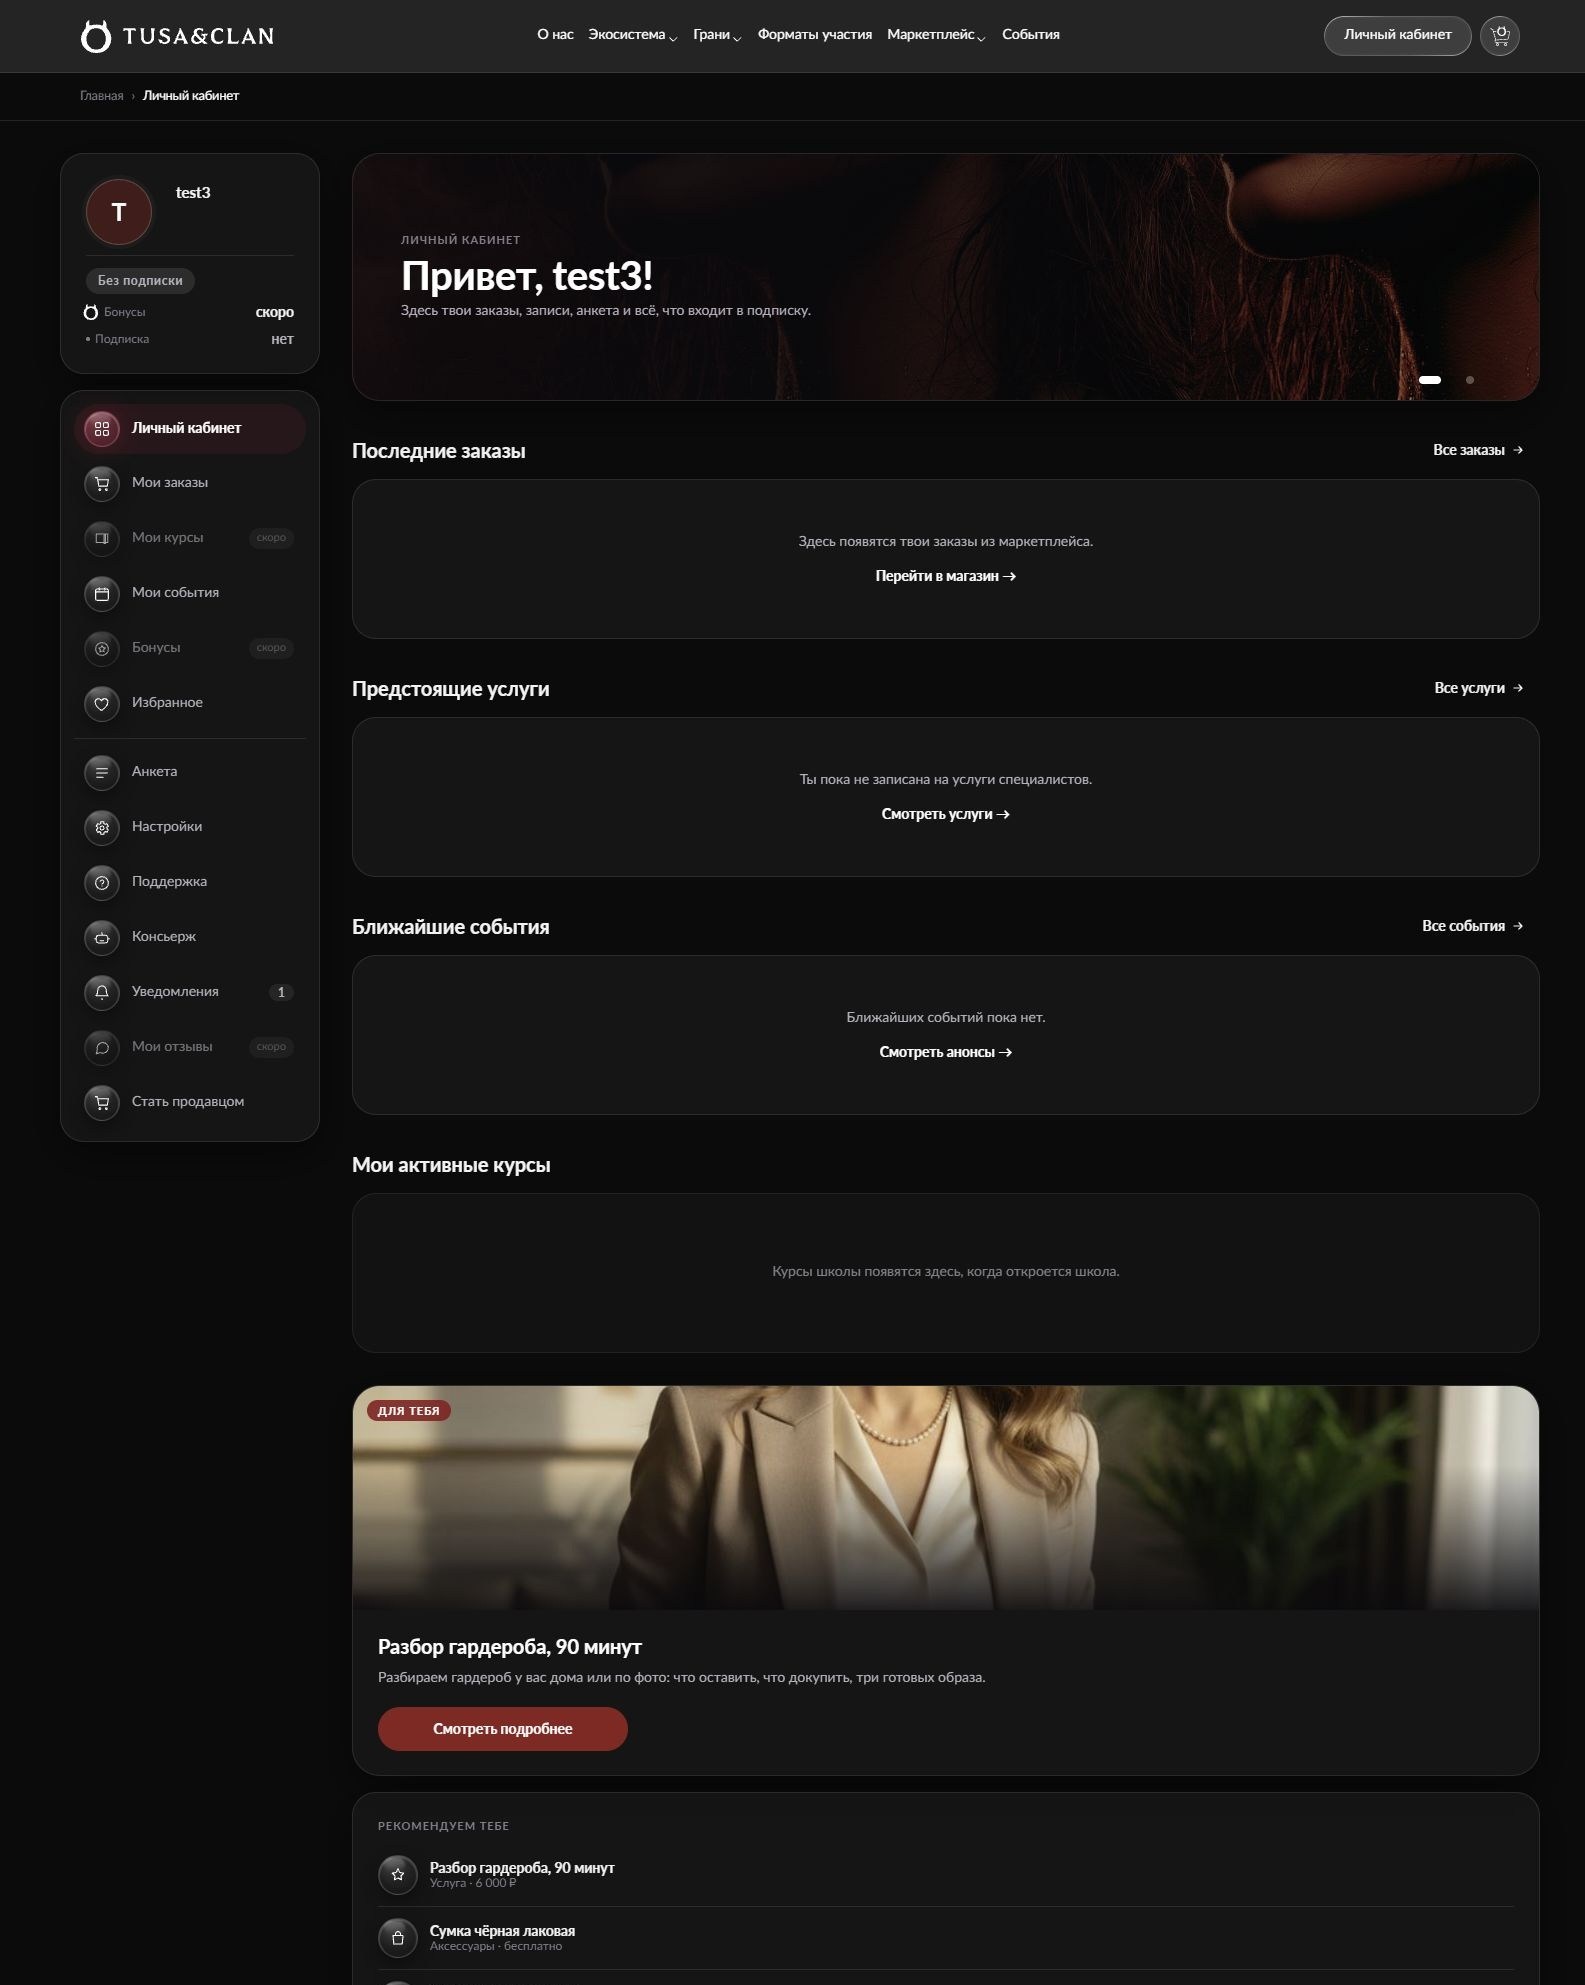 TUSA&CLAN
О нас
Экосистема
Грани
Форматы участия
Маркетплейс
События
Личный кабинет
Главная › Личный кабинет
T
test3
Без подписки
Бонусы
скоро
Подписка
нет
Личный кабинет
Мои заказы
Мои курсы
скоро
Мои события
Бонусы
скоро
Избранное
Анкета
Настройки
Поддержка
Консьерж
Уведомления
1
Мои отзывы
скоро
Стать продавцом
ЛИЧНЫЙ КАБИНЕТ
Привет, test3!
Здесь твои заказы, записи, анкета и всё, что входит в подписку.
Последние заказы
Все заказы →
Здесь появятся твои заказы из маркетплейса.
Перейти в магазин →
Предстоящие услуги
Все услуги →
Ты пока не записана на услуги специалистов.
Смотреть услуги →
Ближайшие события
Все события →
Ближайших событий пока нет.
Смотреть анонсы →
Мои активные курсы
Курсы школы появятся здесь, когда откроется школа.
ДЛЯ ТЕБЯ
Разбор гардероба, 90 минут
Разбираем гардероб у вас дома или по фото: что оставить, что докупить, три готовых образа.
Смотреть подробнее
РЕКОМЕНДУЕМ ТЕБЕ
Разбор гардероба, 90 минут
Услуга · 6 000 ₽
Сумка чёрная лаковая
Аксессуары · бесплатно